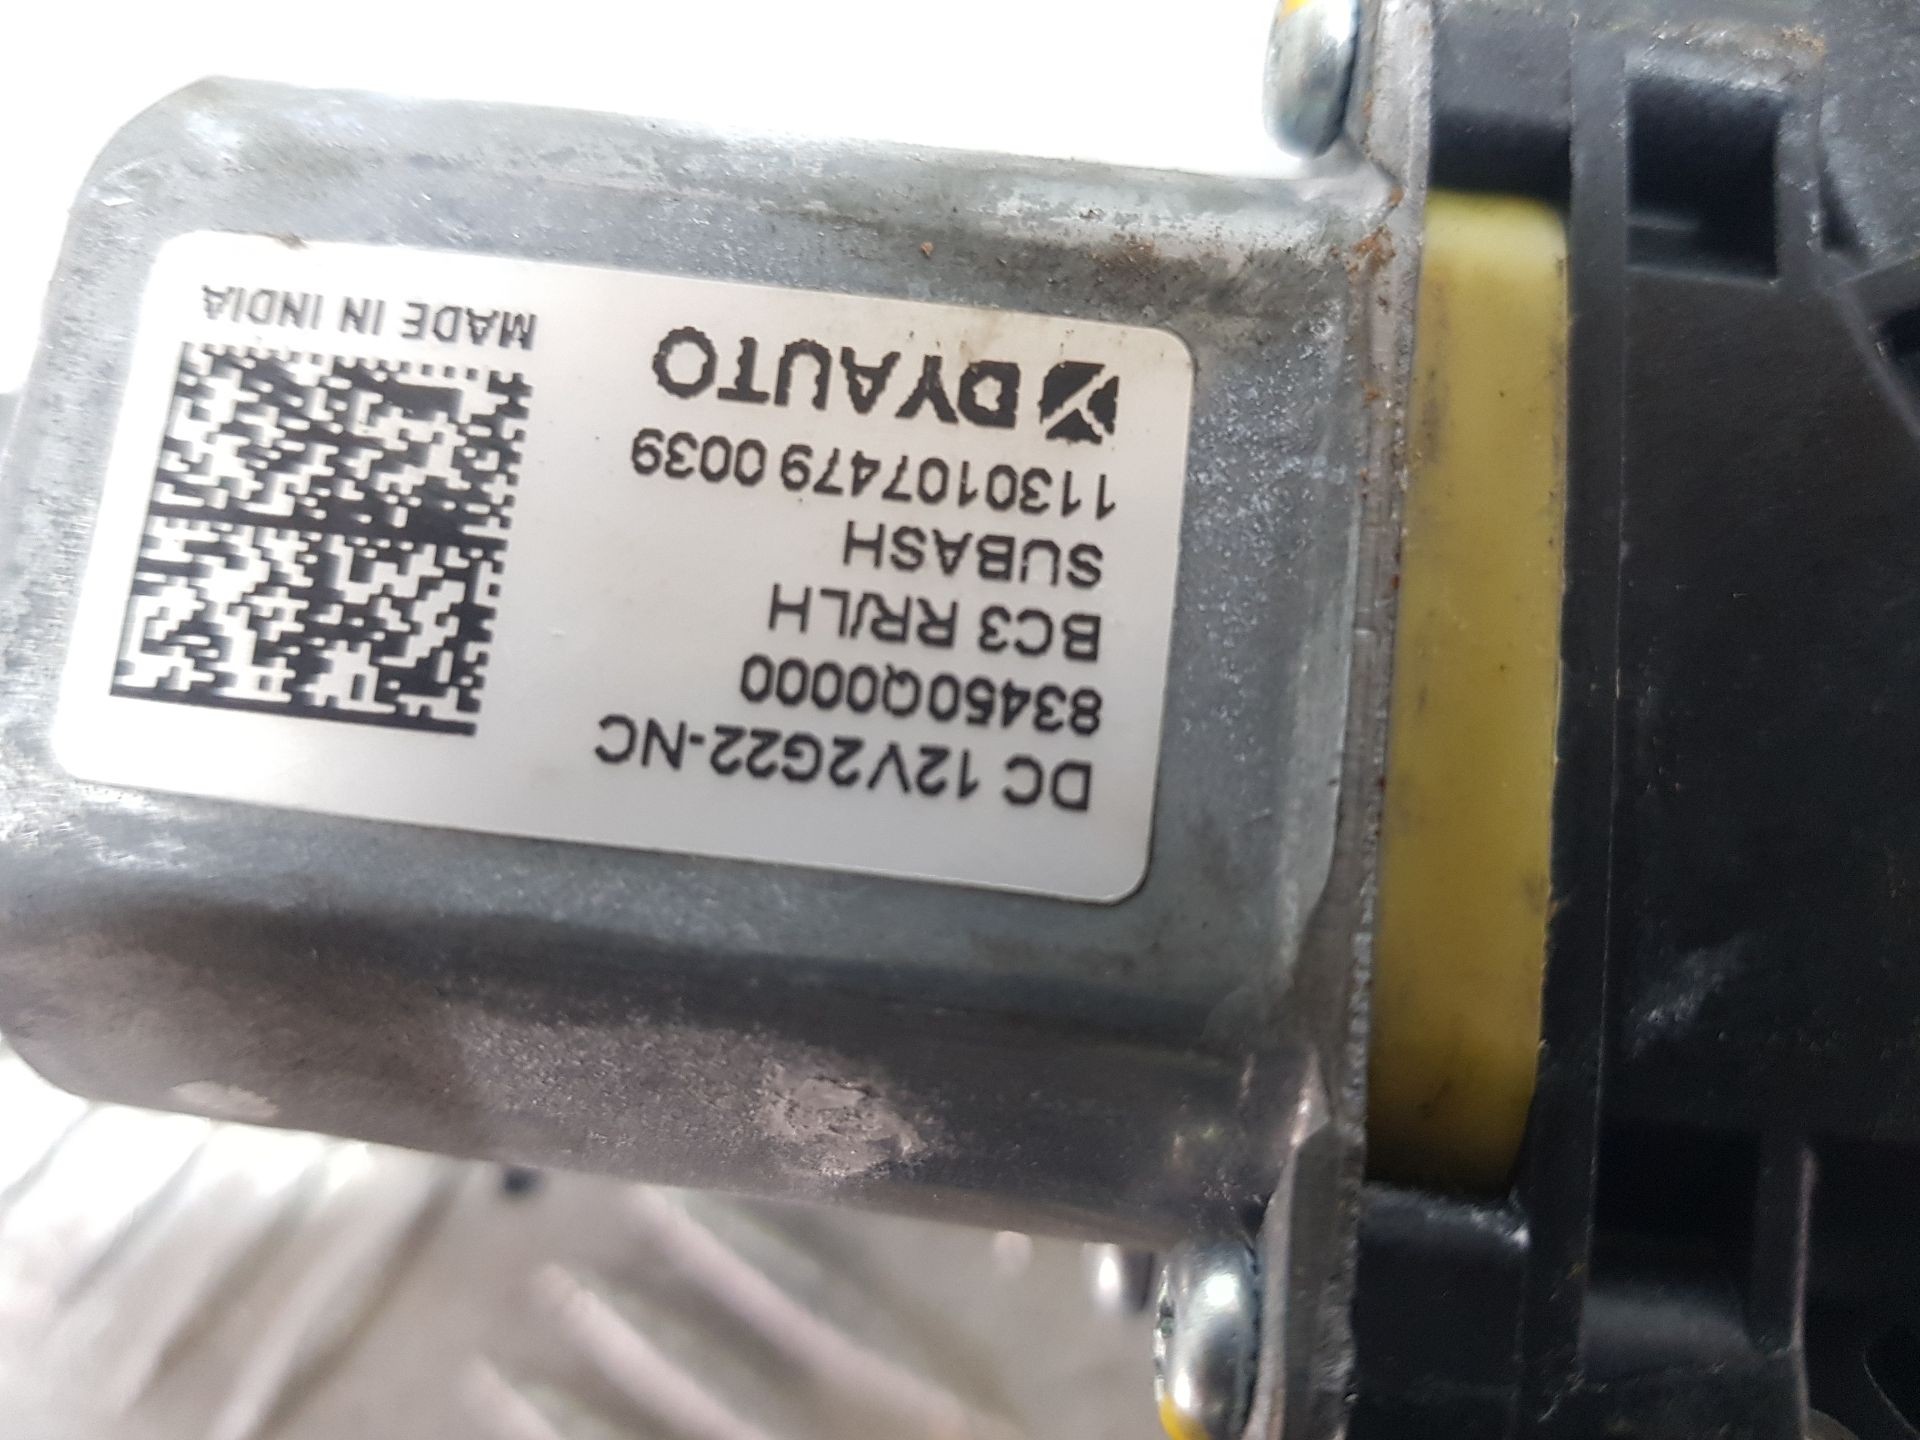 DC 12V2G22-NC
83450Q0000
BC3 RR/LH
SUBASH
1130107479 0039
DYAUTO
MADE IN INDIA